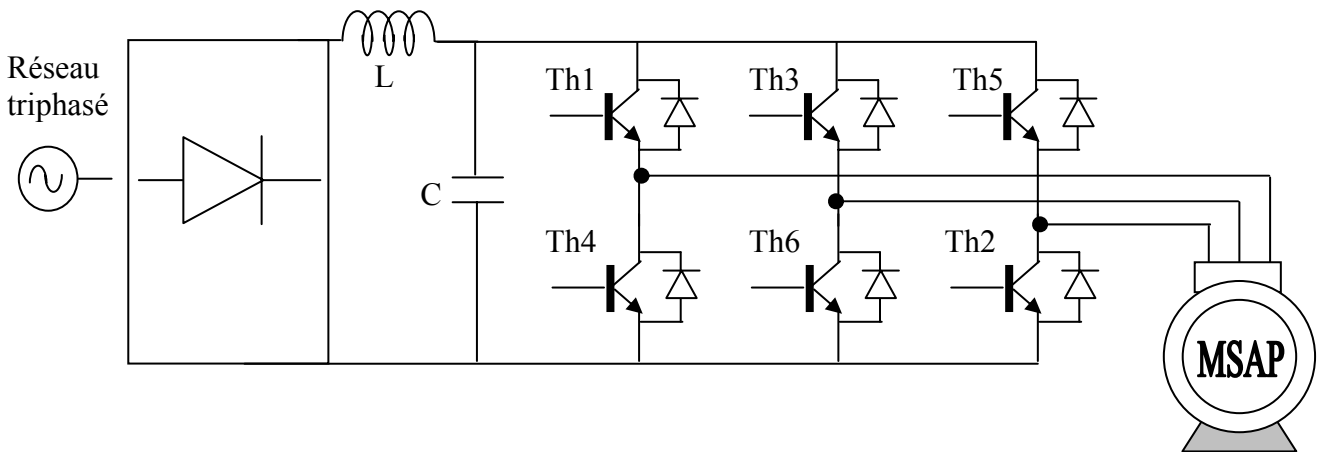 Réseau
triphasé
L
C
Th1
Th3
Th5
Th4
Th6
Th2
MSAP